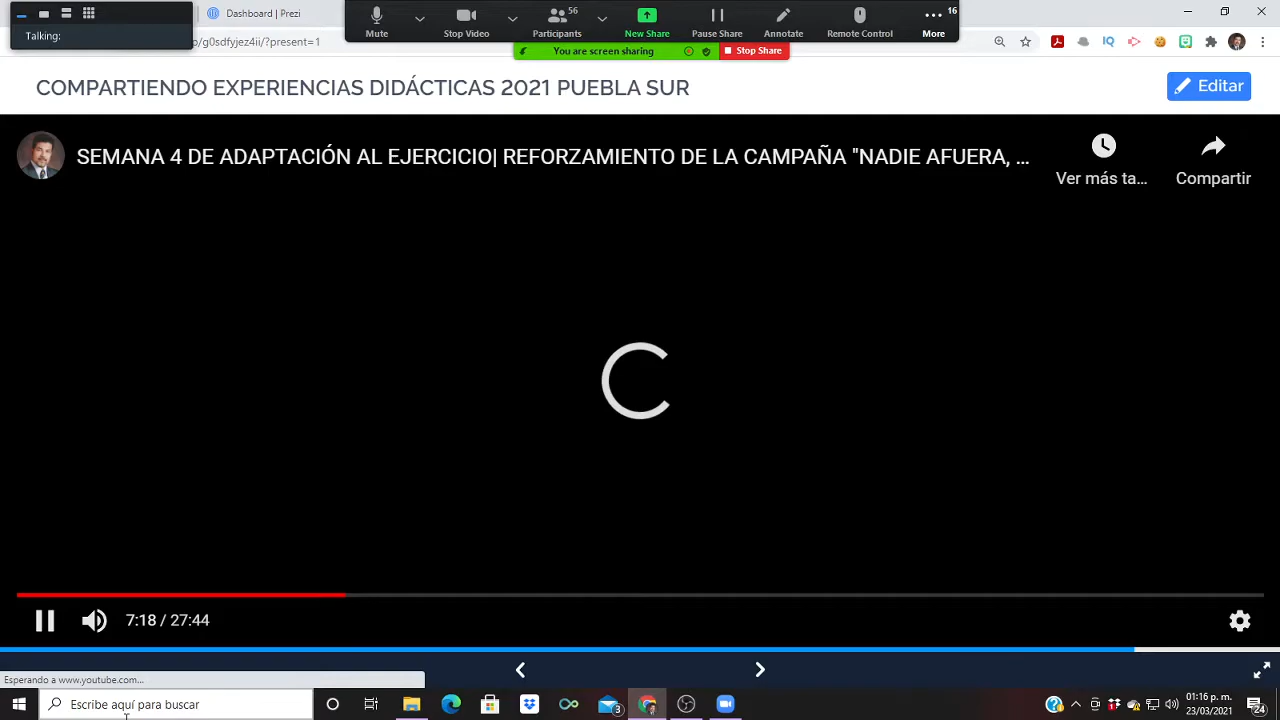 Dashboard | Prezi
Talking:
p/g0sdfyjez4ii/?present=1
Mute
Stop Video
56
Participants
New Share
Pause Share
Annotate
Remote Control
16
More
You are screen sharing
Stop Share
COMPARTIENDO EXPERIENCIAS DIDÁCTICAS 2021 PUEBLA SUR
Editar
SEMANA 4 DE ADAPTACIÓN AL EJERCICIO| REFORZAMIENTO DE LA CAMPAÑA "NADIE AFUERA, ...
Ver más ta...
Compartir
7:18 / 27:44
Esperando a www.youtube.com...
Escribe aquí para buscar
01:16 p. m.
23/03/2021